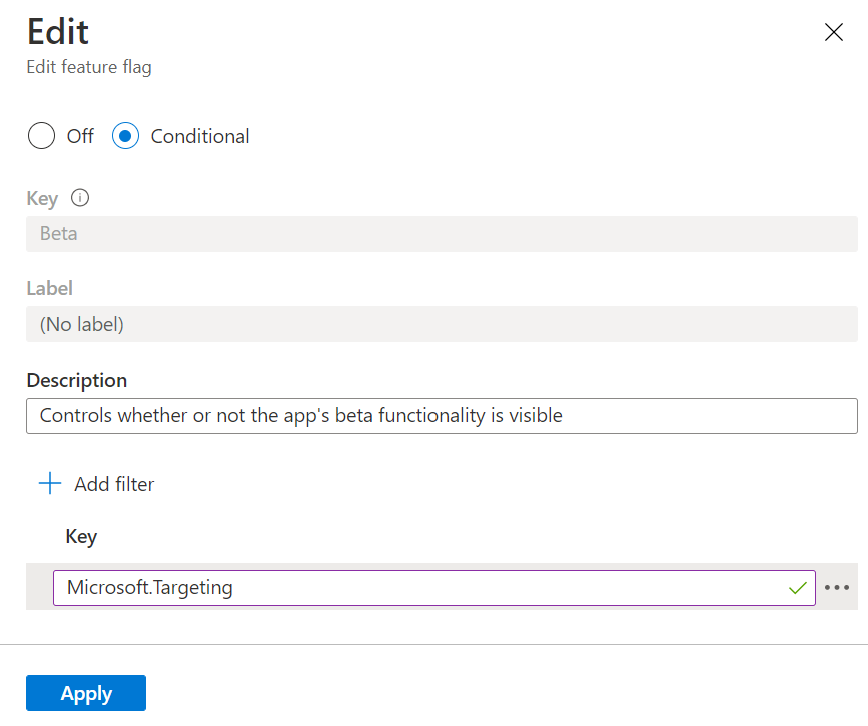 Edit
Edit feature flag
Off Conditional
Key
Beta
Label
(No label)
Description
Controls whether or not the app's beta functionality is visible
Add filter
Key
Microsoft.Targeting
Apply